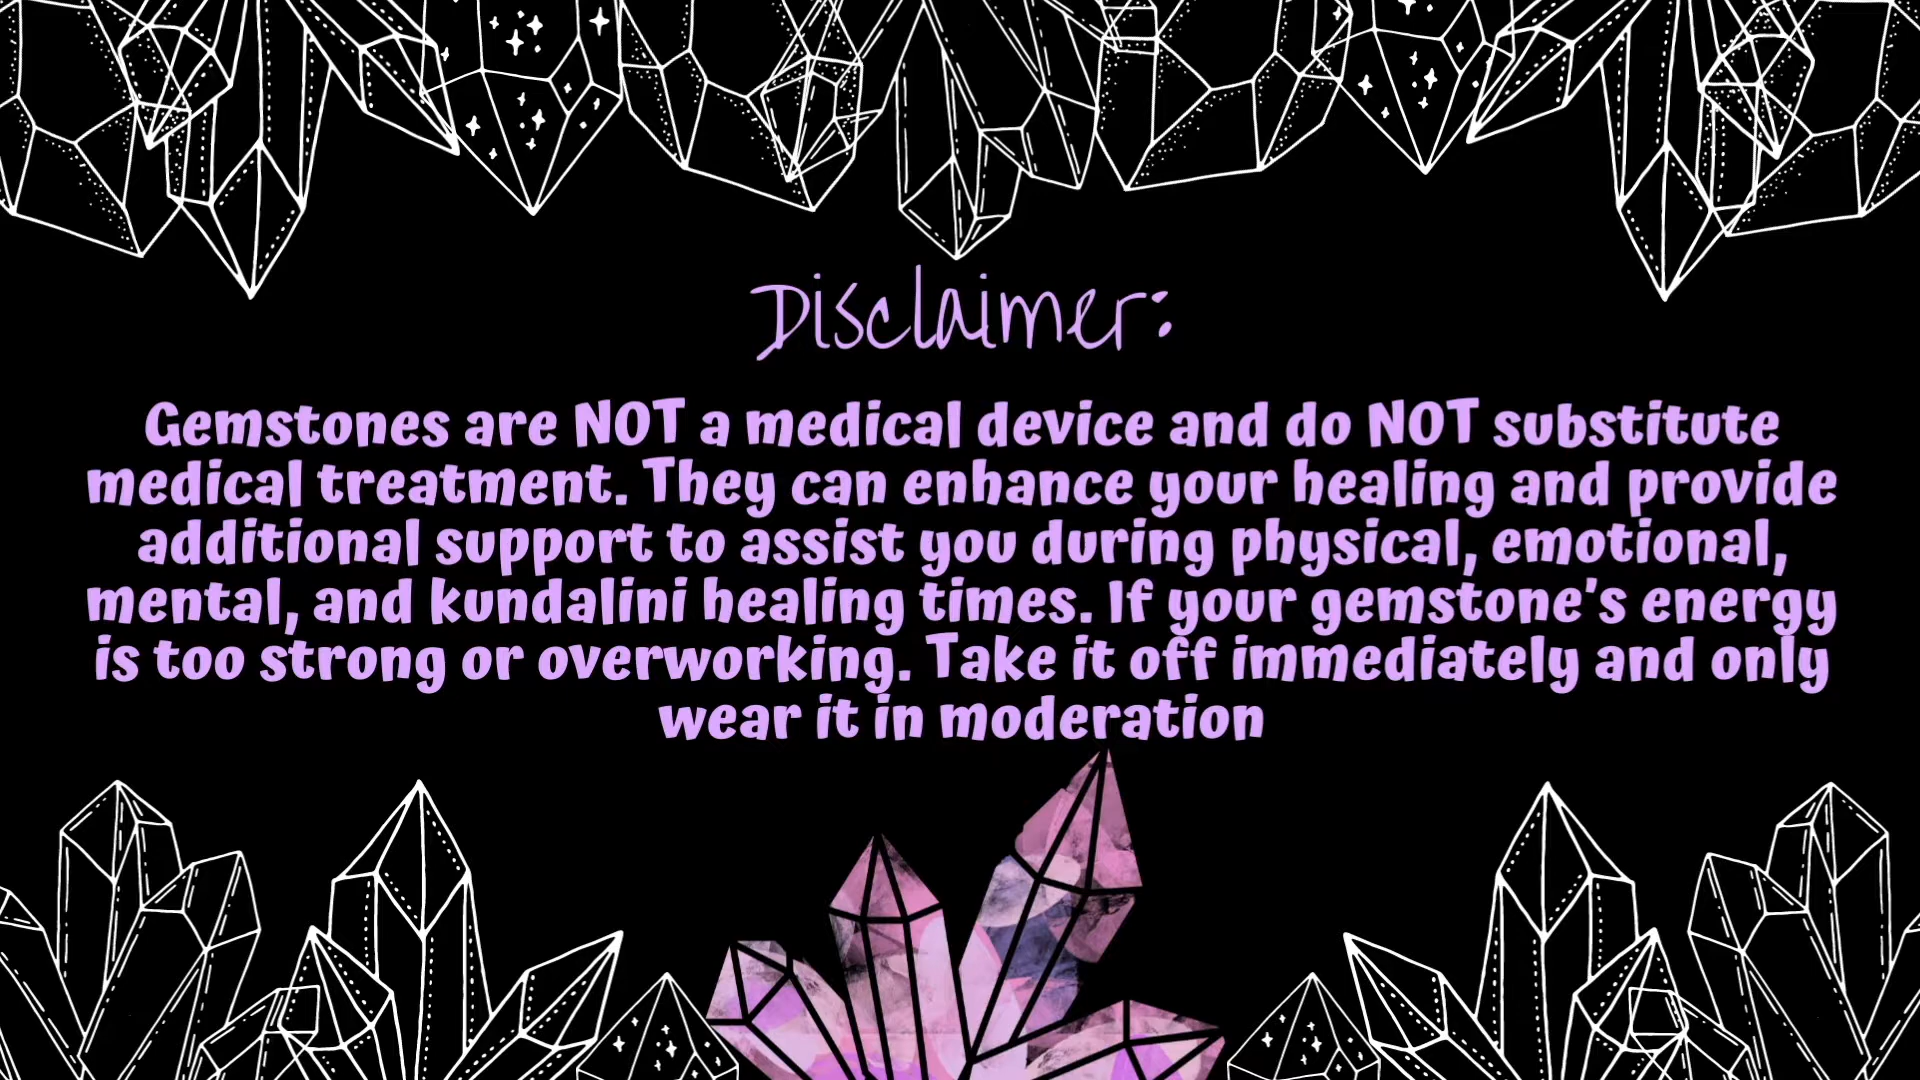 Disclaimer:
Gemstones are NOT a medical device and do NOT substitute
medical treatment. They can enhance your healing and provide
additional support to assist you during physical, emotional,
mental, and kundalini healing times. If your gemstone's energy
is too strong or overworking. Take it off immediately and only
wear it in moderation